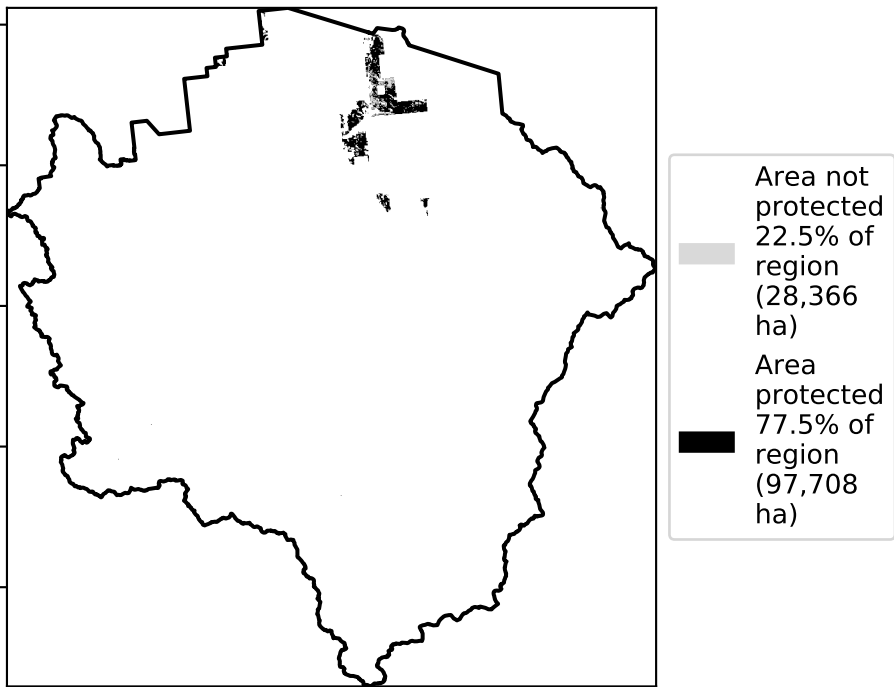 Area not
protected
22.5% of
region
(28,366
ha)
Area
protected
77.5% of
region
(97,708
ha)